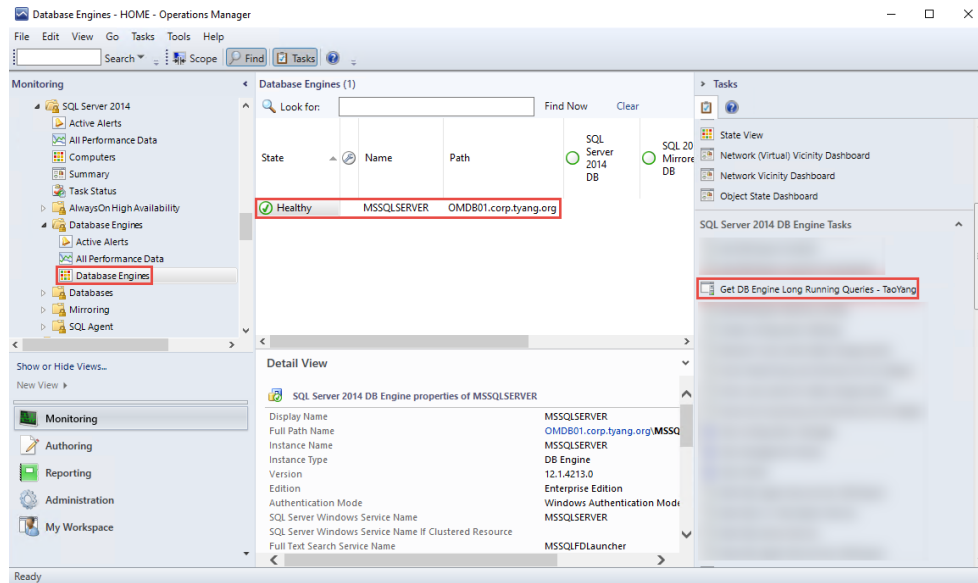 Database Engines - HOME - Operations Manager
File Edit View Go Tasks Tools Help
Search Scope Find Tasks
Monitoring
SQL Server 2014
Active Alerts
All Performance Data
Computers
Summary
Task Status
AlwaysOn High Availability
Database Engines
Active Alerts
All Performance Data
Database Engines
Databases
Mirroring
SQL Agent
Show or Hide Views...
New View
Monitoring
Authoring
Reporting
Administration
My Workspace
Database Engines (1)
Look for: Find Now Clear
State Name Path SQL Server 2014 DB SQL 20 Mirrore DB
Healthy MSSQLSERVER OMDB01.corp.tyang.org
Detail View
SQL Server 2014 DB Engine properties of MSSQLSERVER
Display Name MSSQLSERVER
Full Path Name OMDB01.corp.tyang.org\MSSQ
Instance Name MSSQLSERVER
Instance Type DB Engine
Version 12.1.4213.0
Edition Enterprise Edition
Authentication Mode Windows Authentication Mode
SQL Server Windows Service Name MSSQLSERVER
SQL Server Windows Service Name If Clustered Resource
Full Text Search Service Name MSSQLFDLauncher
Tasks
State View
Network (Virtual) Vicinity Dashboard
Network Vicinity Dashboard
Object State Dashboard
SQL Server 2014 DB Engine Tasks
Get DB Engine Long Running Queries - TaoYang
Ready